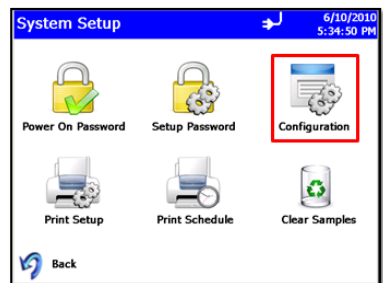 System Setup
6/10/2010
5:34:50 PM
Power On Password
Setup Password
Configuration
Print Setup
Print Schedule
Clear Samples
Back